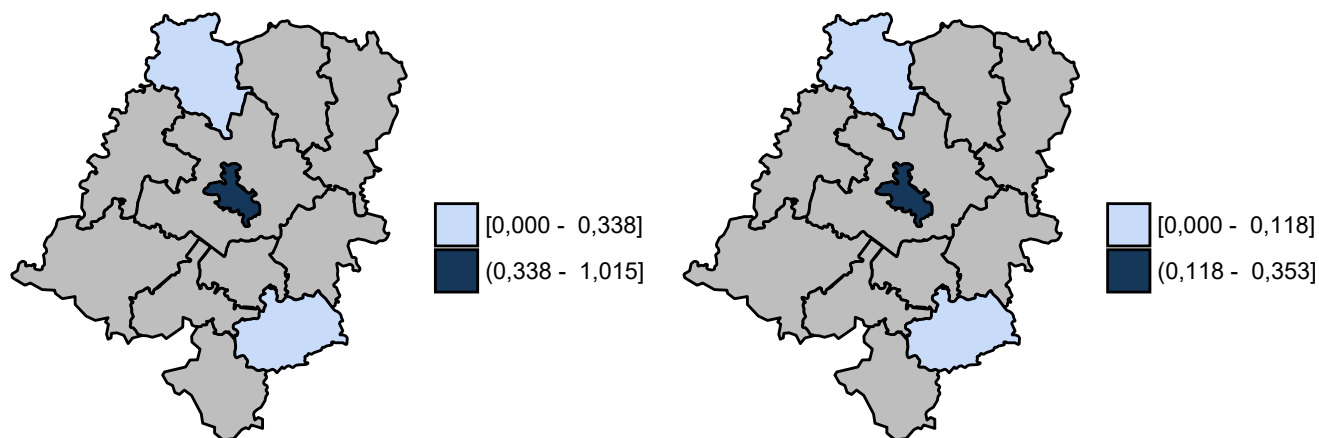 [0,000 - 0,338]
(0,338 - 1,015]
[0,000 - 0,118]
(0,118 - 0,353]